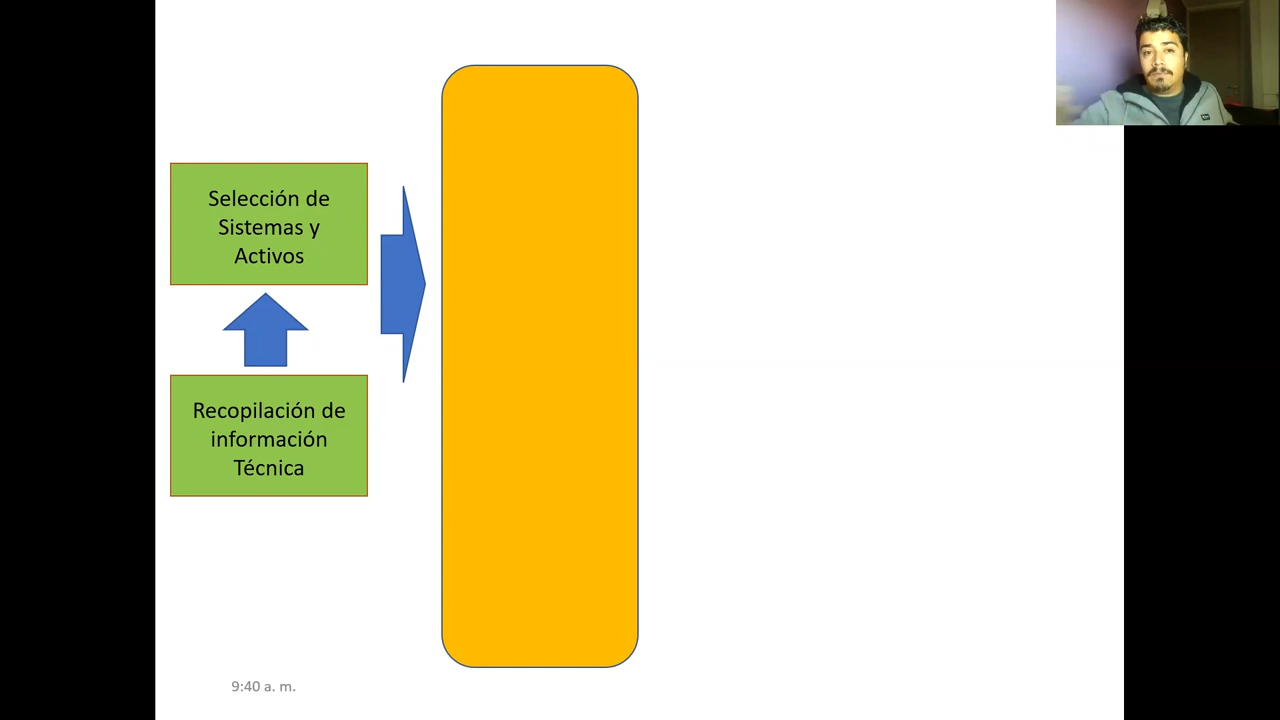 Selección de
Sistemas y
Activos
Recopilación de
información
Técnica
9:40 a. m.